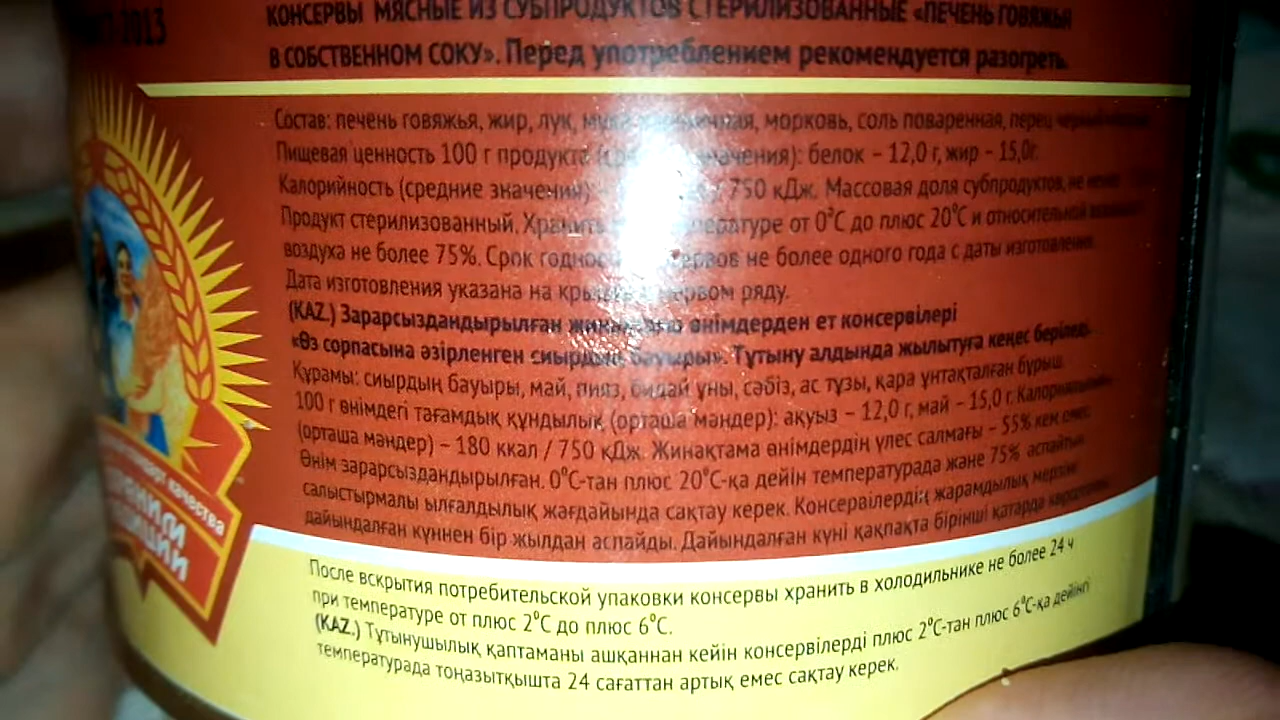 2013
КОНСЕРВЫ МЯСНЫЕ ИЗ СУБПРОДУКТОВ СТЕРИЛИЗОВАННЫЕ «ПЕЧЕНЬ ГОВЯЖЬЯ
В СОБСТВЕННОМ СОКУ». Перед употреблением рекомендуется разогреть.
Состав: печень говяжья, жир, лук, мука морковь, соль поваренная, перец черный
Пищевая ценность 100 г продукта значения): белок – 12,0 г, жир – 15,0г.
Калорийность (средние значения) – / 750 кДж. Массовая доля субпродуктов, не менее
Продукт стерилизованный. Хранить температуре от 0°С до плюс 20°С и относительной влажности
воздуха не более 75%. Срок годности консервов не более одного года с даты изготовления.
Дата изготовления указана на крышке в первом ряду.
(KAZ.) Зарарсыздандырылған өнімдерден ет консервілері
«Өз сорпасына әзірленген сиырдың бауыры». Тұтыну алдында жылытуға кеңес беріледі.
Құрамы: сиырдың бауыры, май, пияз, бидай ұны, сәбіз, ас тұзы, қара ұнтақталған бұрыш.
100 г өнімдегі тағамдық құндылық (орташа мәндер): ақуыз – 12,0 г, май – 15,0 г. Калориялығы
(орташа мәндер) – 180 ккал / 750 кДж. Жинақтама өнімдердің үлес салмағы – 55% кем емес.
Өнім зарарсыздандырылған. 0°С-тан плюс 20°С-қа дейін температурада және 75% аспайтын
салыстырмалы ылғалдылық жағдайында сақтау керек. Консервілердің жарамдылық мерзімі
дайындалған күннен бір жылдан аспайды. Дайындалған күні қақпақта бірінші қатарда көрсетілген.
качества
После вскрытия потребительской упаковки консервы хранить в холодильнике не более 24 ч
при температуре от плюс 2°С до плюс 6°С.
(KAZ.) Тұтынушылық қаптаманы ашқаннан кейін консервілерді плюс 2°С-тан плюс 6°С-қа дейінгі
температурада тоңазытқышта 24 сағаттан артық емес сақтау керек.